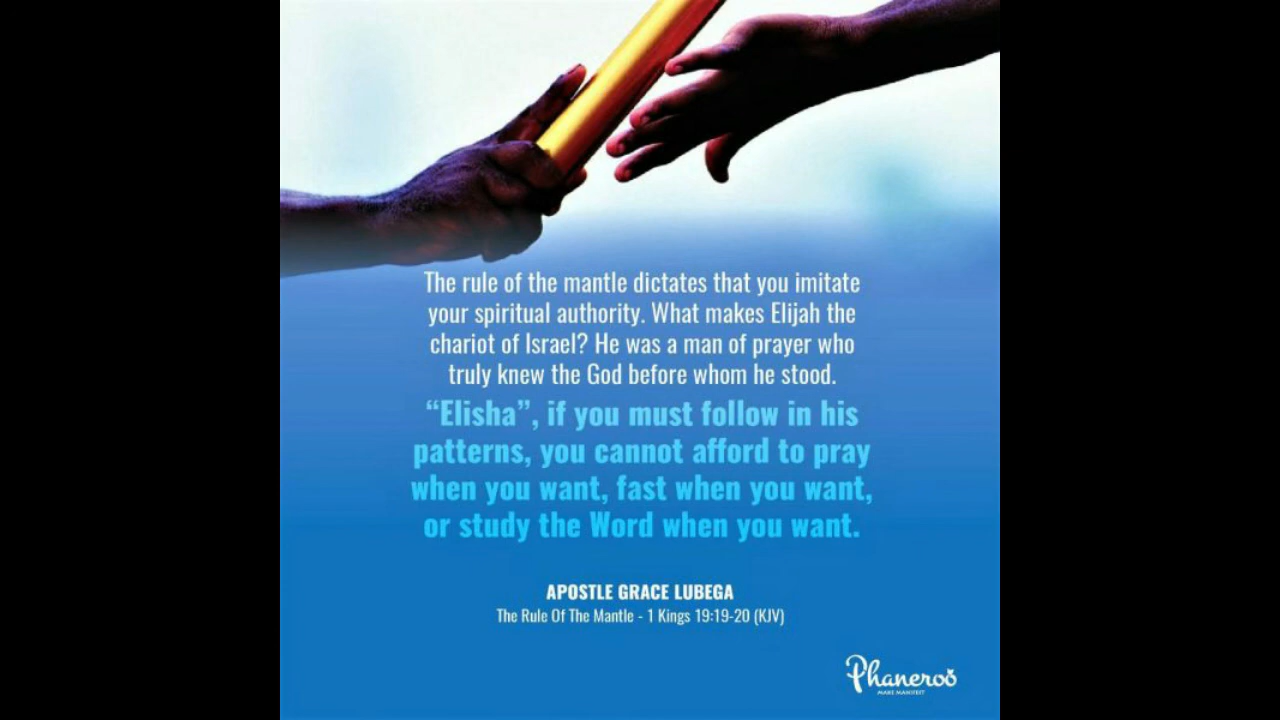 The rule of the mantle dictates that you imitate
your spiritual authority. What makes Elijah the
chariot of Israel? He was a man of prayer who
truly knew the God before whom he stood.
“Elisha”, if you must follow in his
patterns, you cannot afford to pray
when you want, fast when you want,
or study the Word when you want.
APOSTLE GRACE LUBEGA
The Rule Of The Mantle - 1 Kings 19:19-20 (KJV)
Phaneroo
MAKE MANIFEST